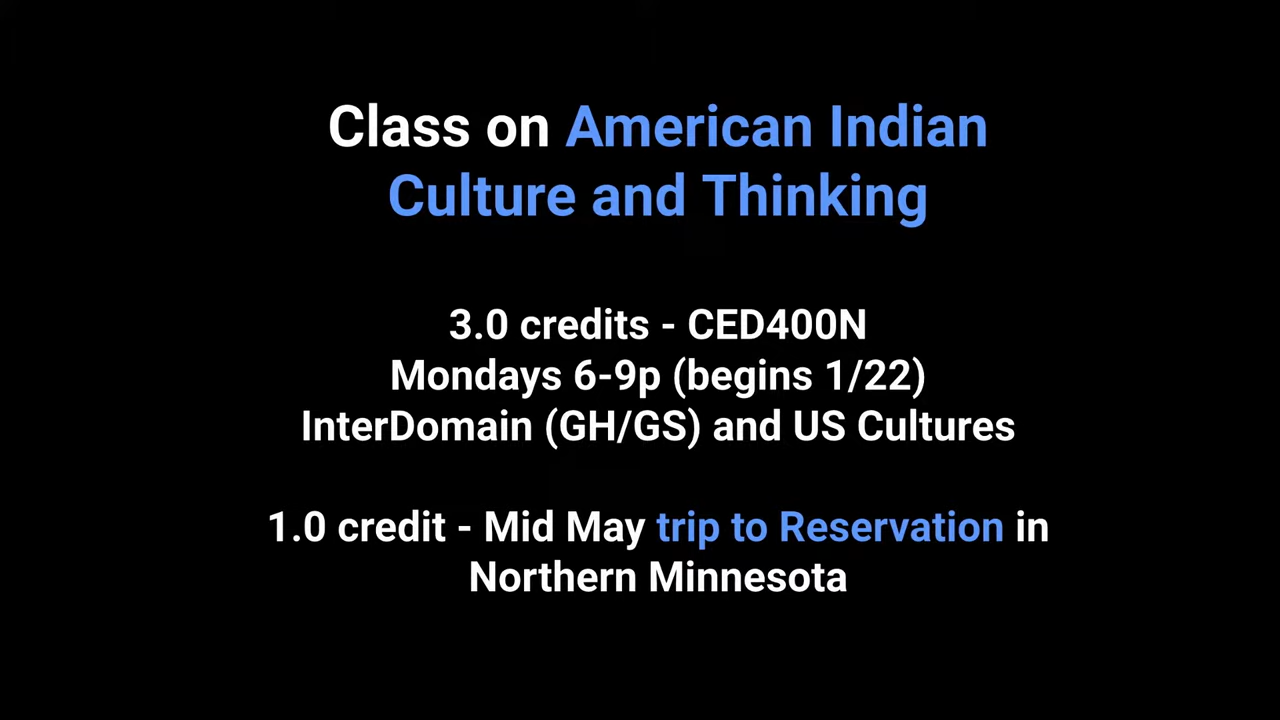 Class on American Indian
Culture and Thinking
3.0 credits - CED400N
Mondays 6-9p (begins 1/22)
InterDomain (GH/GS) and US Cultures
1.0 credit - Mid May trip to Reservation in
Northern Minnesota